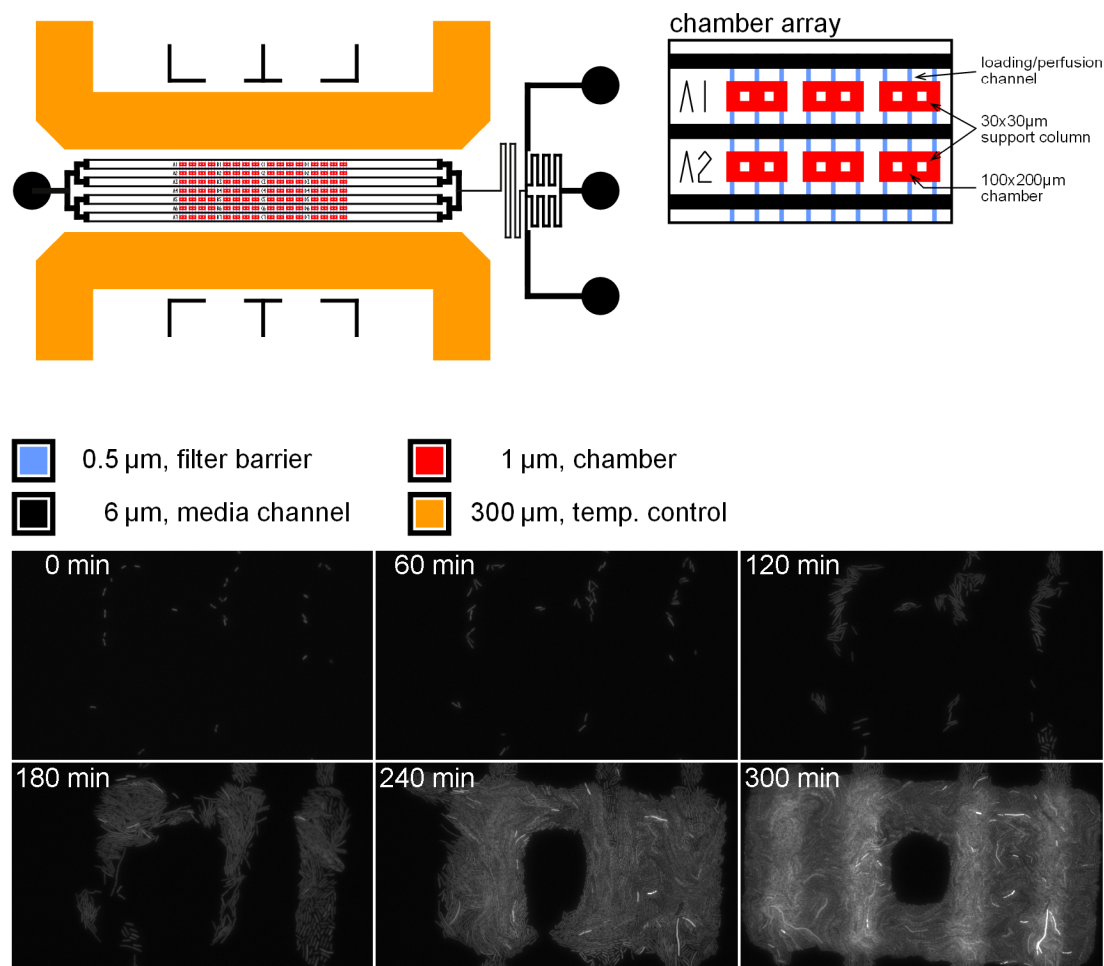 chamber array
loading/perfusion
channel
A1
30x30µm
support column
A2
100x200µm
chamber
0.5 µm, filter barrier
1 µm, chamber
6 µm, media channel
300 µm, temp. control
0 min
60 min
120 min
180 min
240 min
300 min